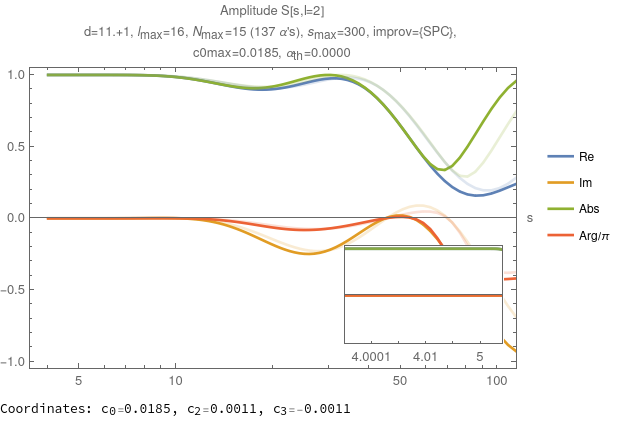 Amplitude S[s,l=2]
d=11.+1, lmax=16, Nmax=15 (137 α's), smax=300, improv={SPC},
c0max=0.0185, αth=0.0000
1.0
0.5
0.0
-0.5
-1.0
5
10
50
100
s
Re
Im
Abs
Arg/π
4.0001
4.01
5
Coordinates: c0=0.0185, c2=0.0011, c3=-0.0011